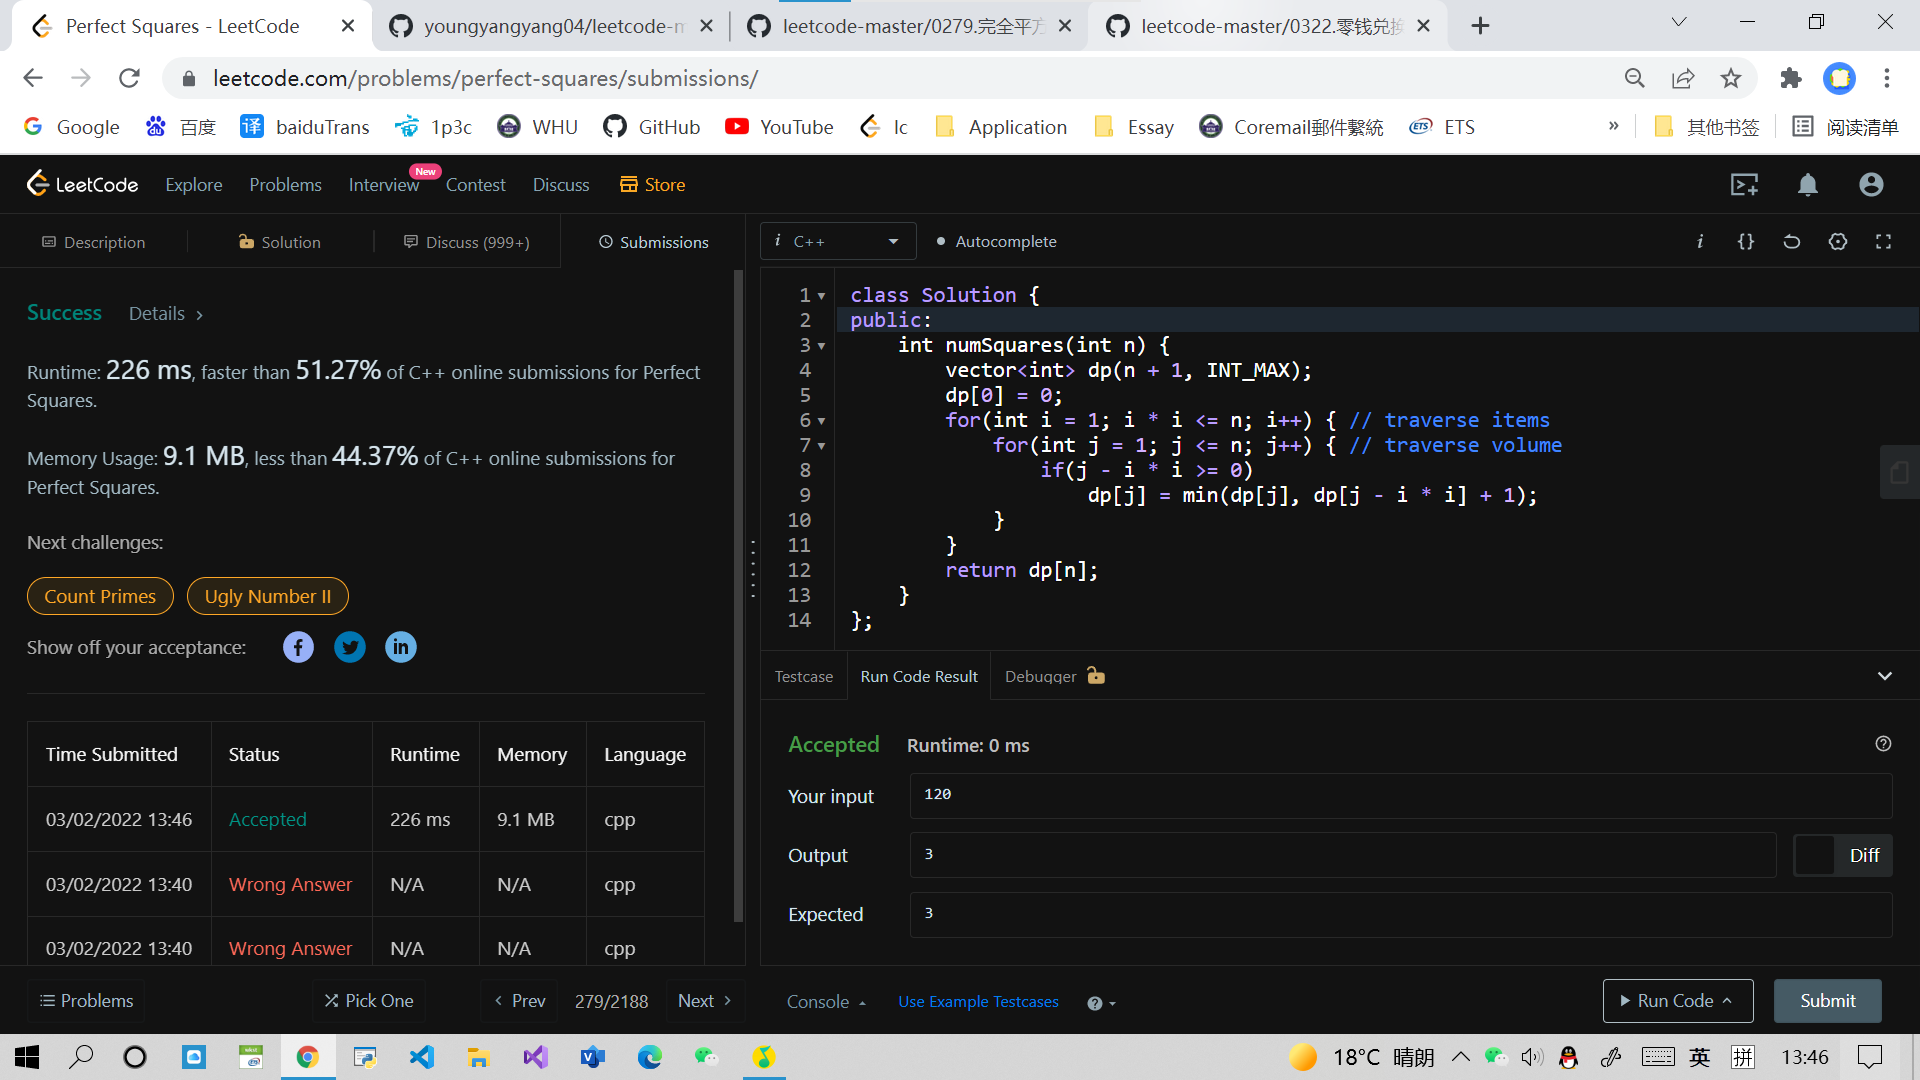 Perfect Squares - LeetCode
youngyangyang04/leetcode-m
leetcode-master/0279.完全平方
leetcode-master/0322.零钱兑换
leetcode.com/problems/perfect-squares/submissions/
Google 百度 译 baiduTrans 1p3c WHU GitHub YouTube lc Application Essay Coremail郵件繫統 ETS ETS » 其他书签 阅读清单
LeetCode Explore Problems Interview New Contest Discuss Store
Description Solution Discuss (999+) Submissions
i C++ Autocomplete i {}
Success Details >
Runtime: 226 ms, faster than 51.27% of C++ online submissions for Perfect
Squares.
Memory Usage: 9.1 MB, less than 44.37% of C++ online submissions for
Perfect Squares.
Next challenges:
Count Primes Ugly Number II
Show off your acceptance: f in
Time Submitted Status Runtime Memory Language
03/02/2022 13:46 Accepted 226 ms 9.1 MB cpp
03/02/2022 13:40 Wrong Answer N/A N/A cpp
03/02/2022 13:40 Wrong Answer N/A N/A cpp
1 class Solution {
2 public:
3 int numSquares(int n) {
4 vector<int> dp(n + 1, INT_MAX);
5 dp[0] = 0;
6 for(int i = 1; i * i <= n; i++) { // traverse items
7 for(int j = 1; j <= n; j++) { // traverse volume
8 if(j - i * i >= 0)
9 dp[j] = min(dp[j], dp[j - i * i] + 1);
10 }
11 }
12 return dp[n];
13 }
14 };
Testcase Run Code Result Debugger
Accepted Runtime: 0 ms
Your input 120
Output 3 Diff
Expected 3
Problems Pick One < Prev 279/2188 Next >
Console Use Example Testcases ? Run Code Submit
18°C 晴朗 英 拼 13:46